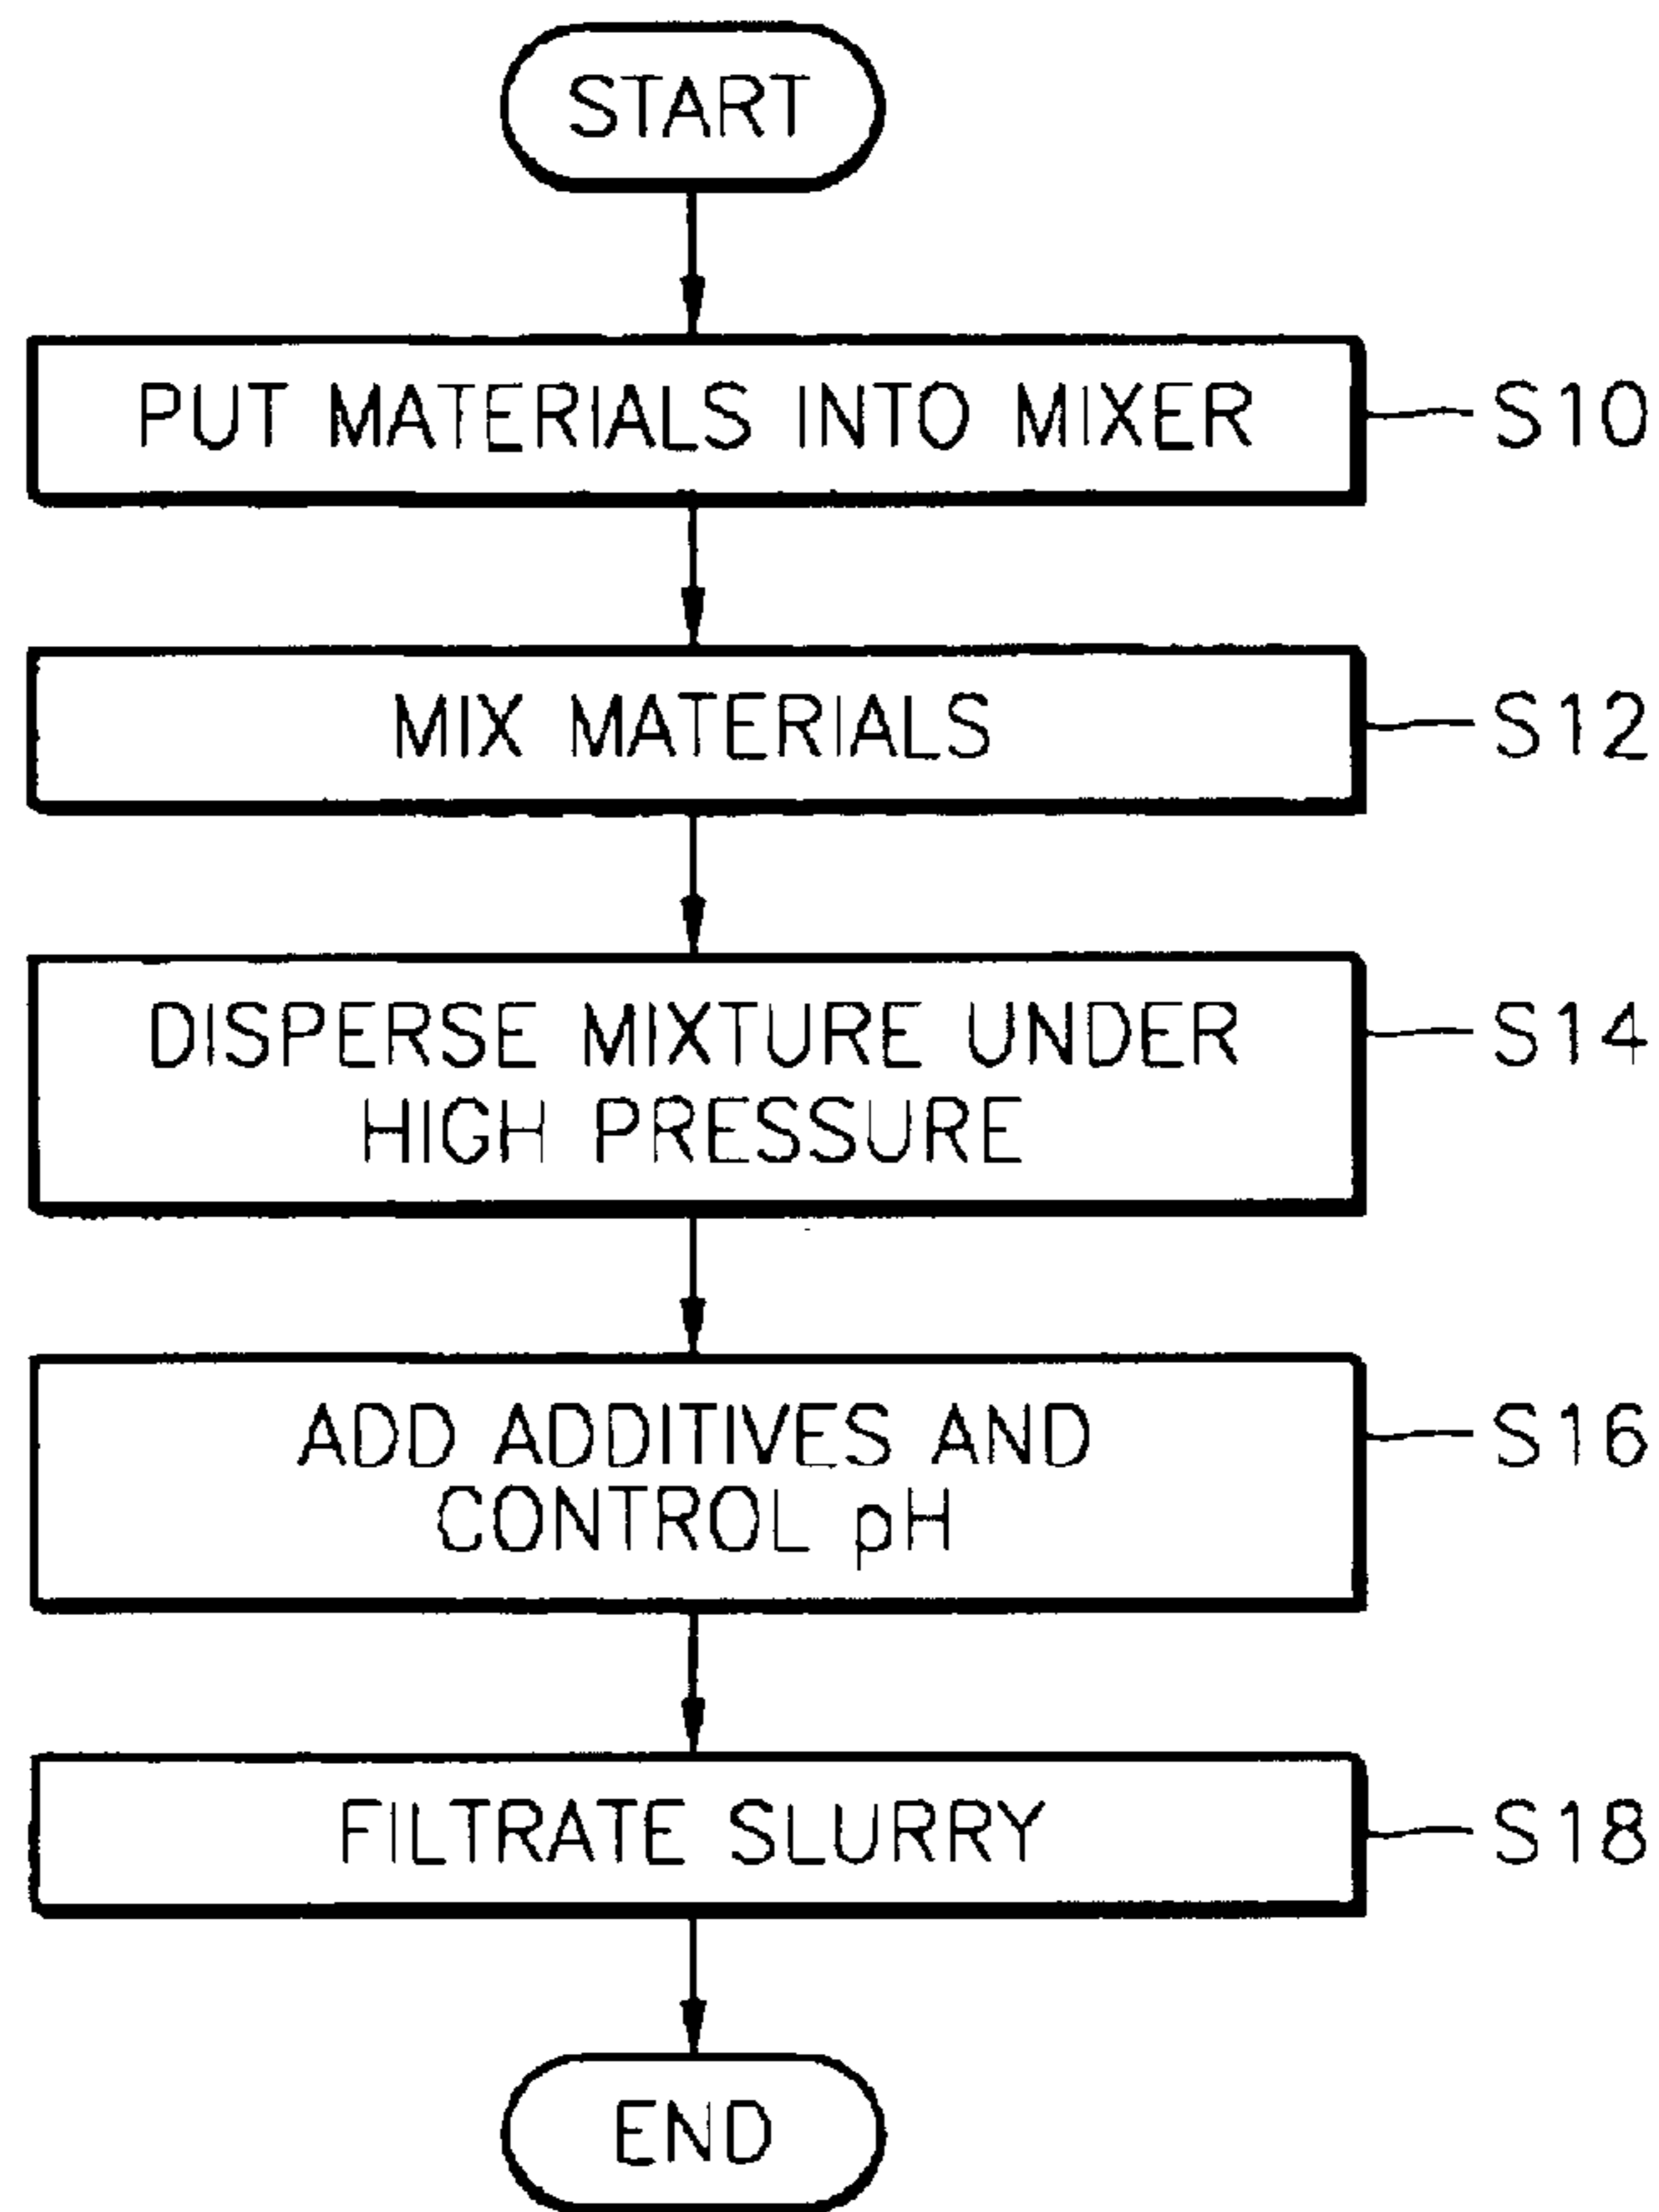 START
PUT MATERIALS INTO MIXER
S10
MIX MATERIALS
S12
DISPERSE MIXTURE UNDER
HIGH PRESSURE
S14
ADD ADDITIVES AND
CONTROL pH
S16
FILTRATE SLURRY
S18
END